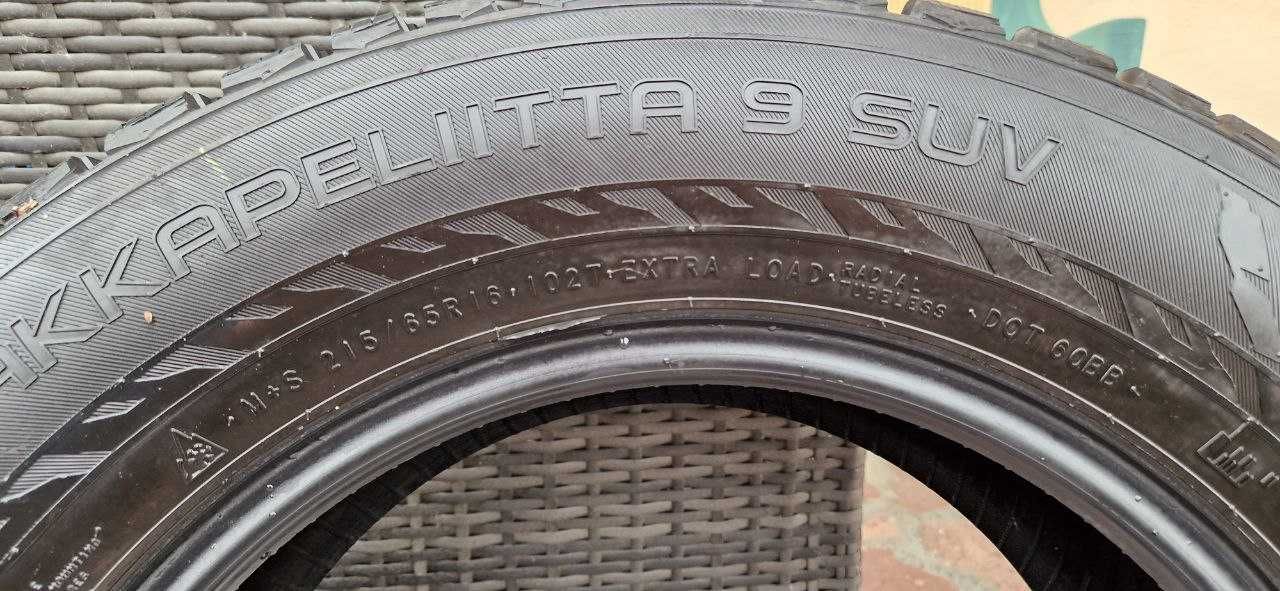 AKKAPELIITTA 9 SUV
M+S 215/65R16 102T EXTRA LOAD RADIAL TUBELESS DOT 60BB